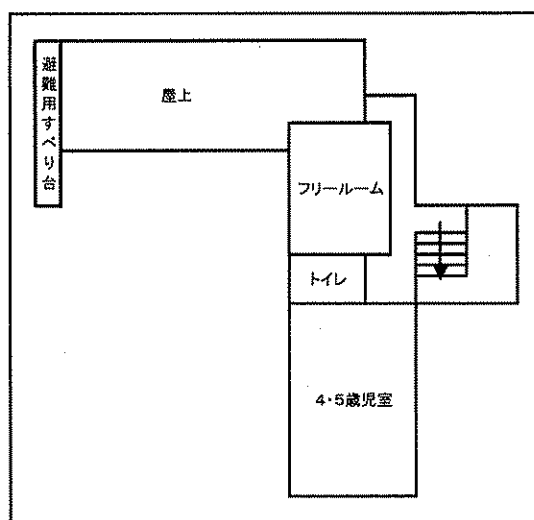 避難用すべり台
屋上
フリールーム
トイレ
4・5歳児室